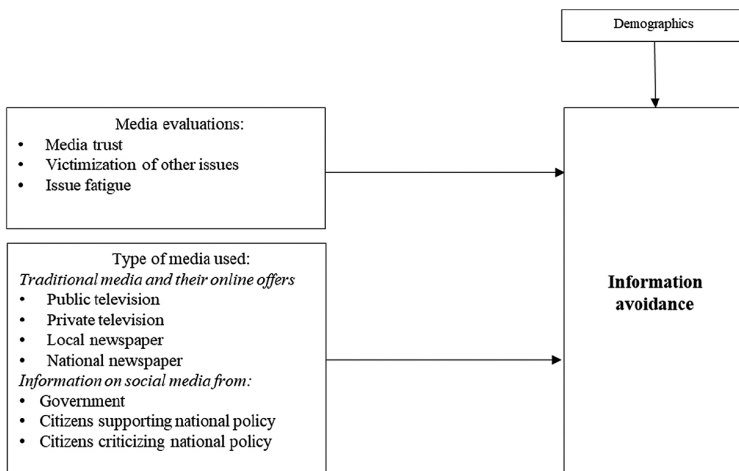 Demographics
Media evaluations:
• Media trust
• Victimization of other issues
• Issue fatigue
Type of media used:
Traditional media and their online offers
• Public television
• Private television
• Local newspaper
• National newspaper
Information on social media from:
• Government
• Citizens supporting national policy
• Citizens criticizing national policy
Information
avoidance